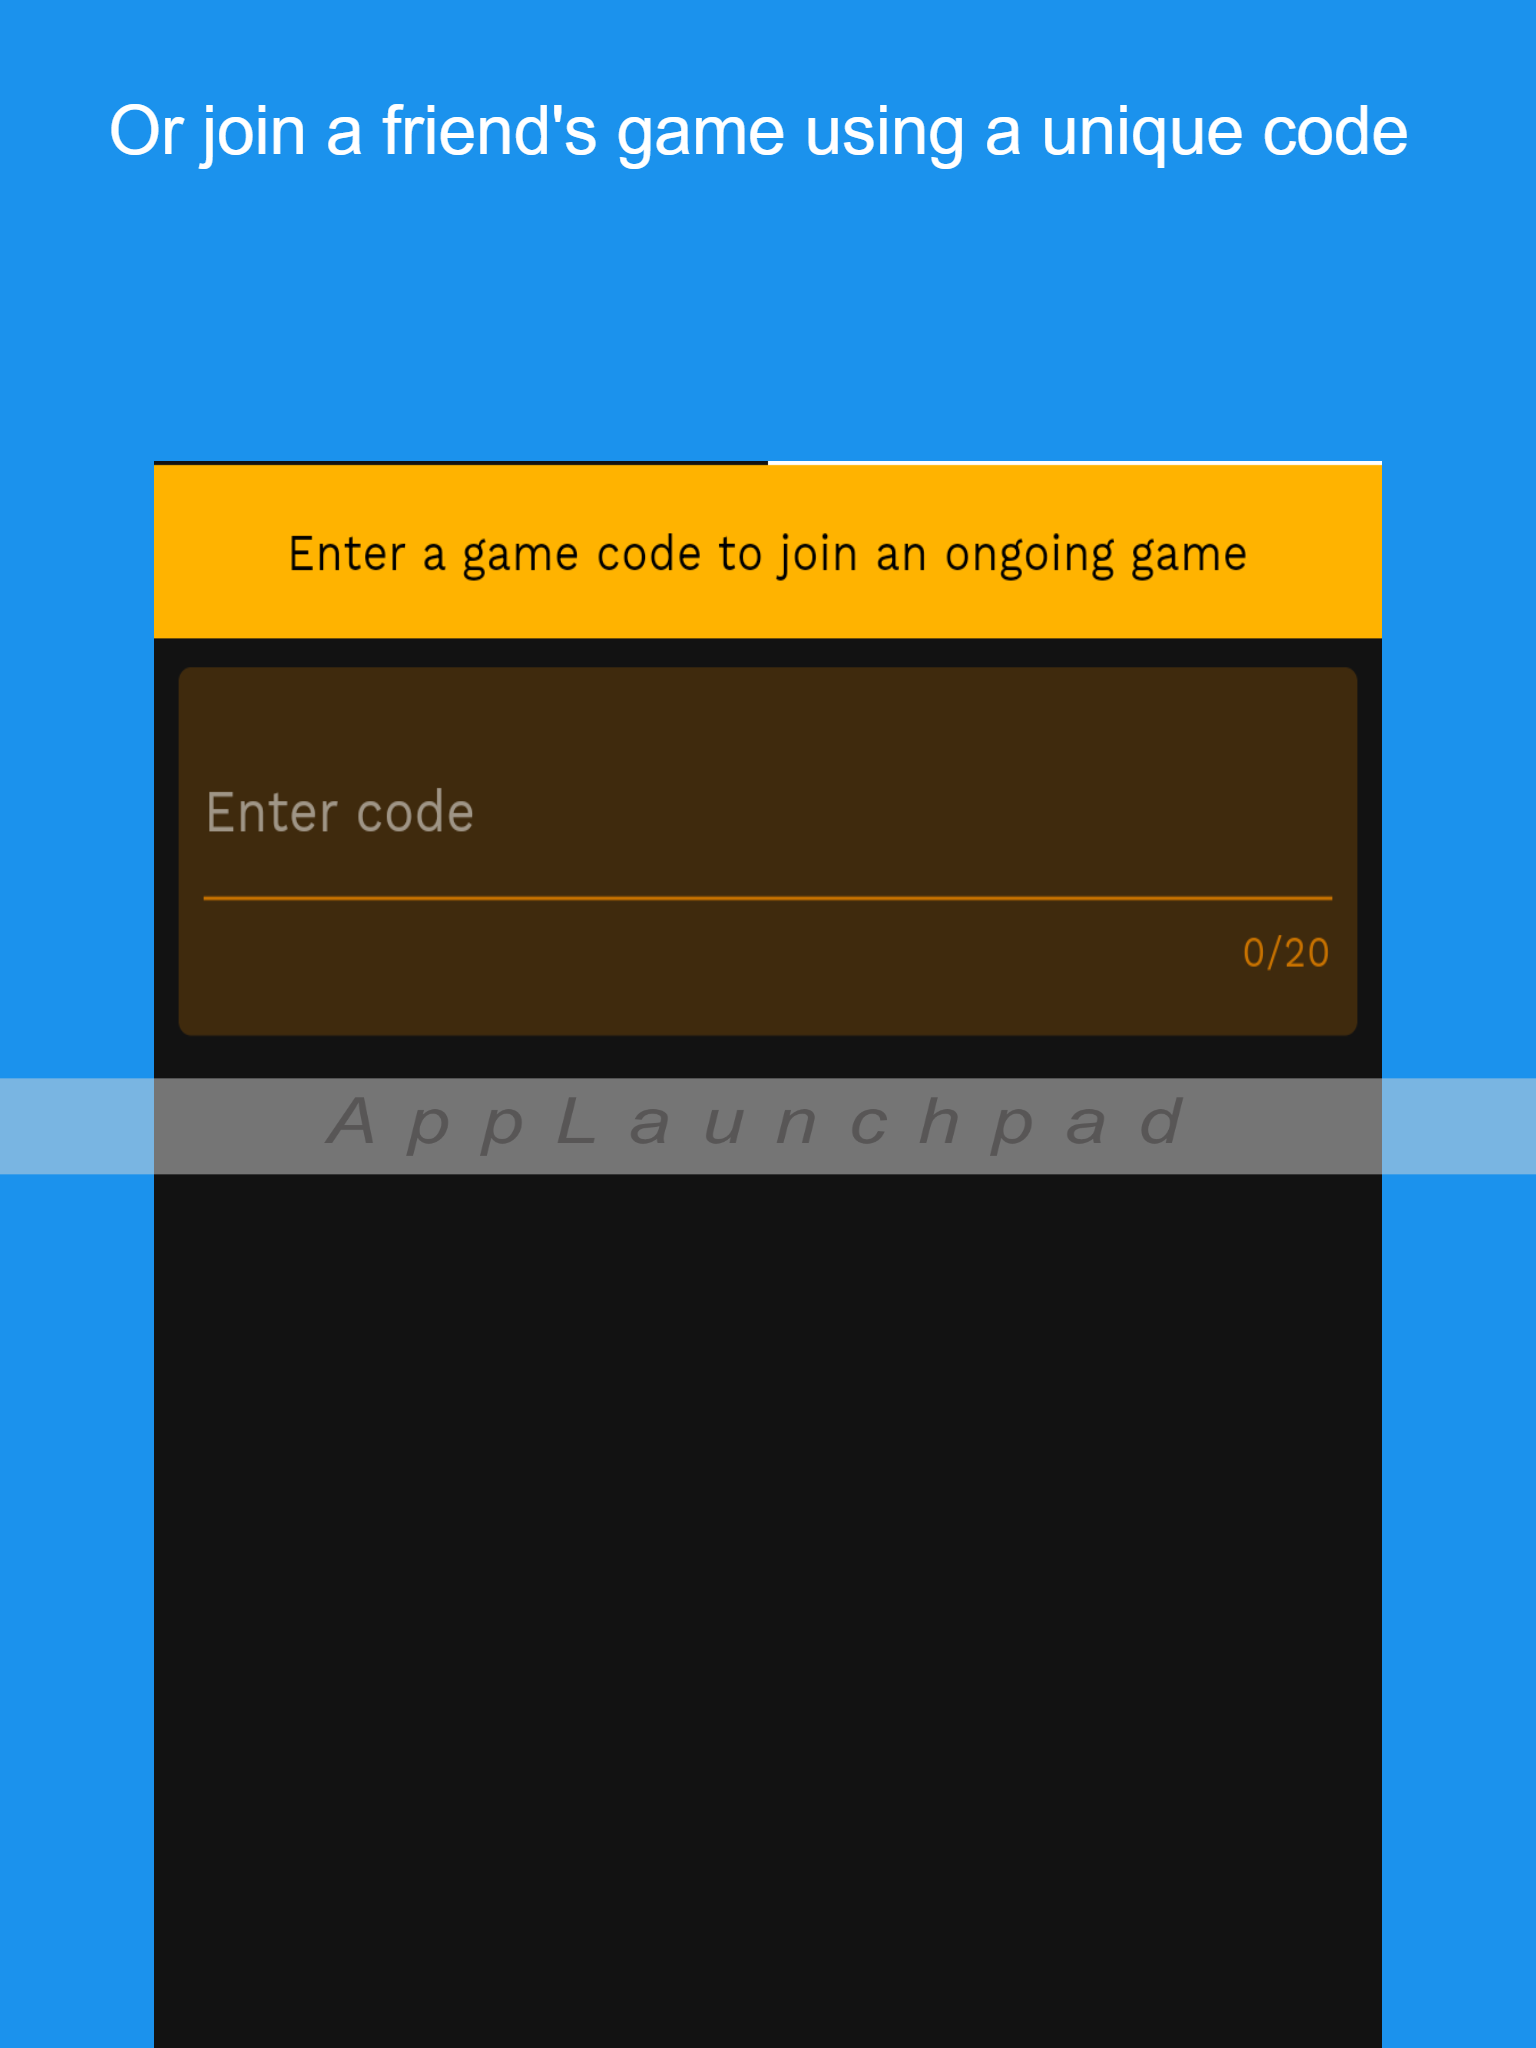 Or join a friend's game using a unique code
Enter a game code to join an ongoing game
Enter code
0/20
AppLaunchpad